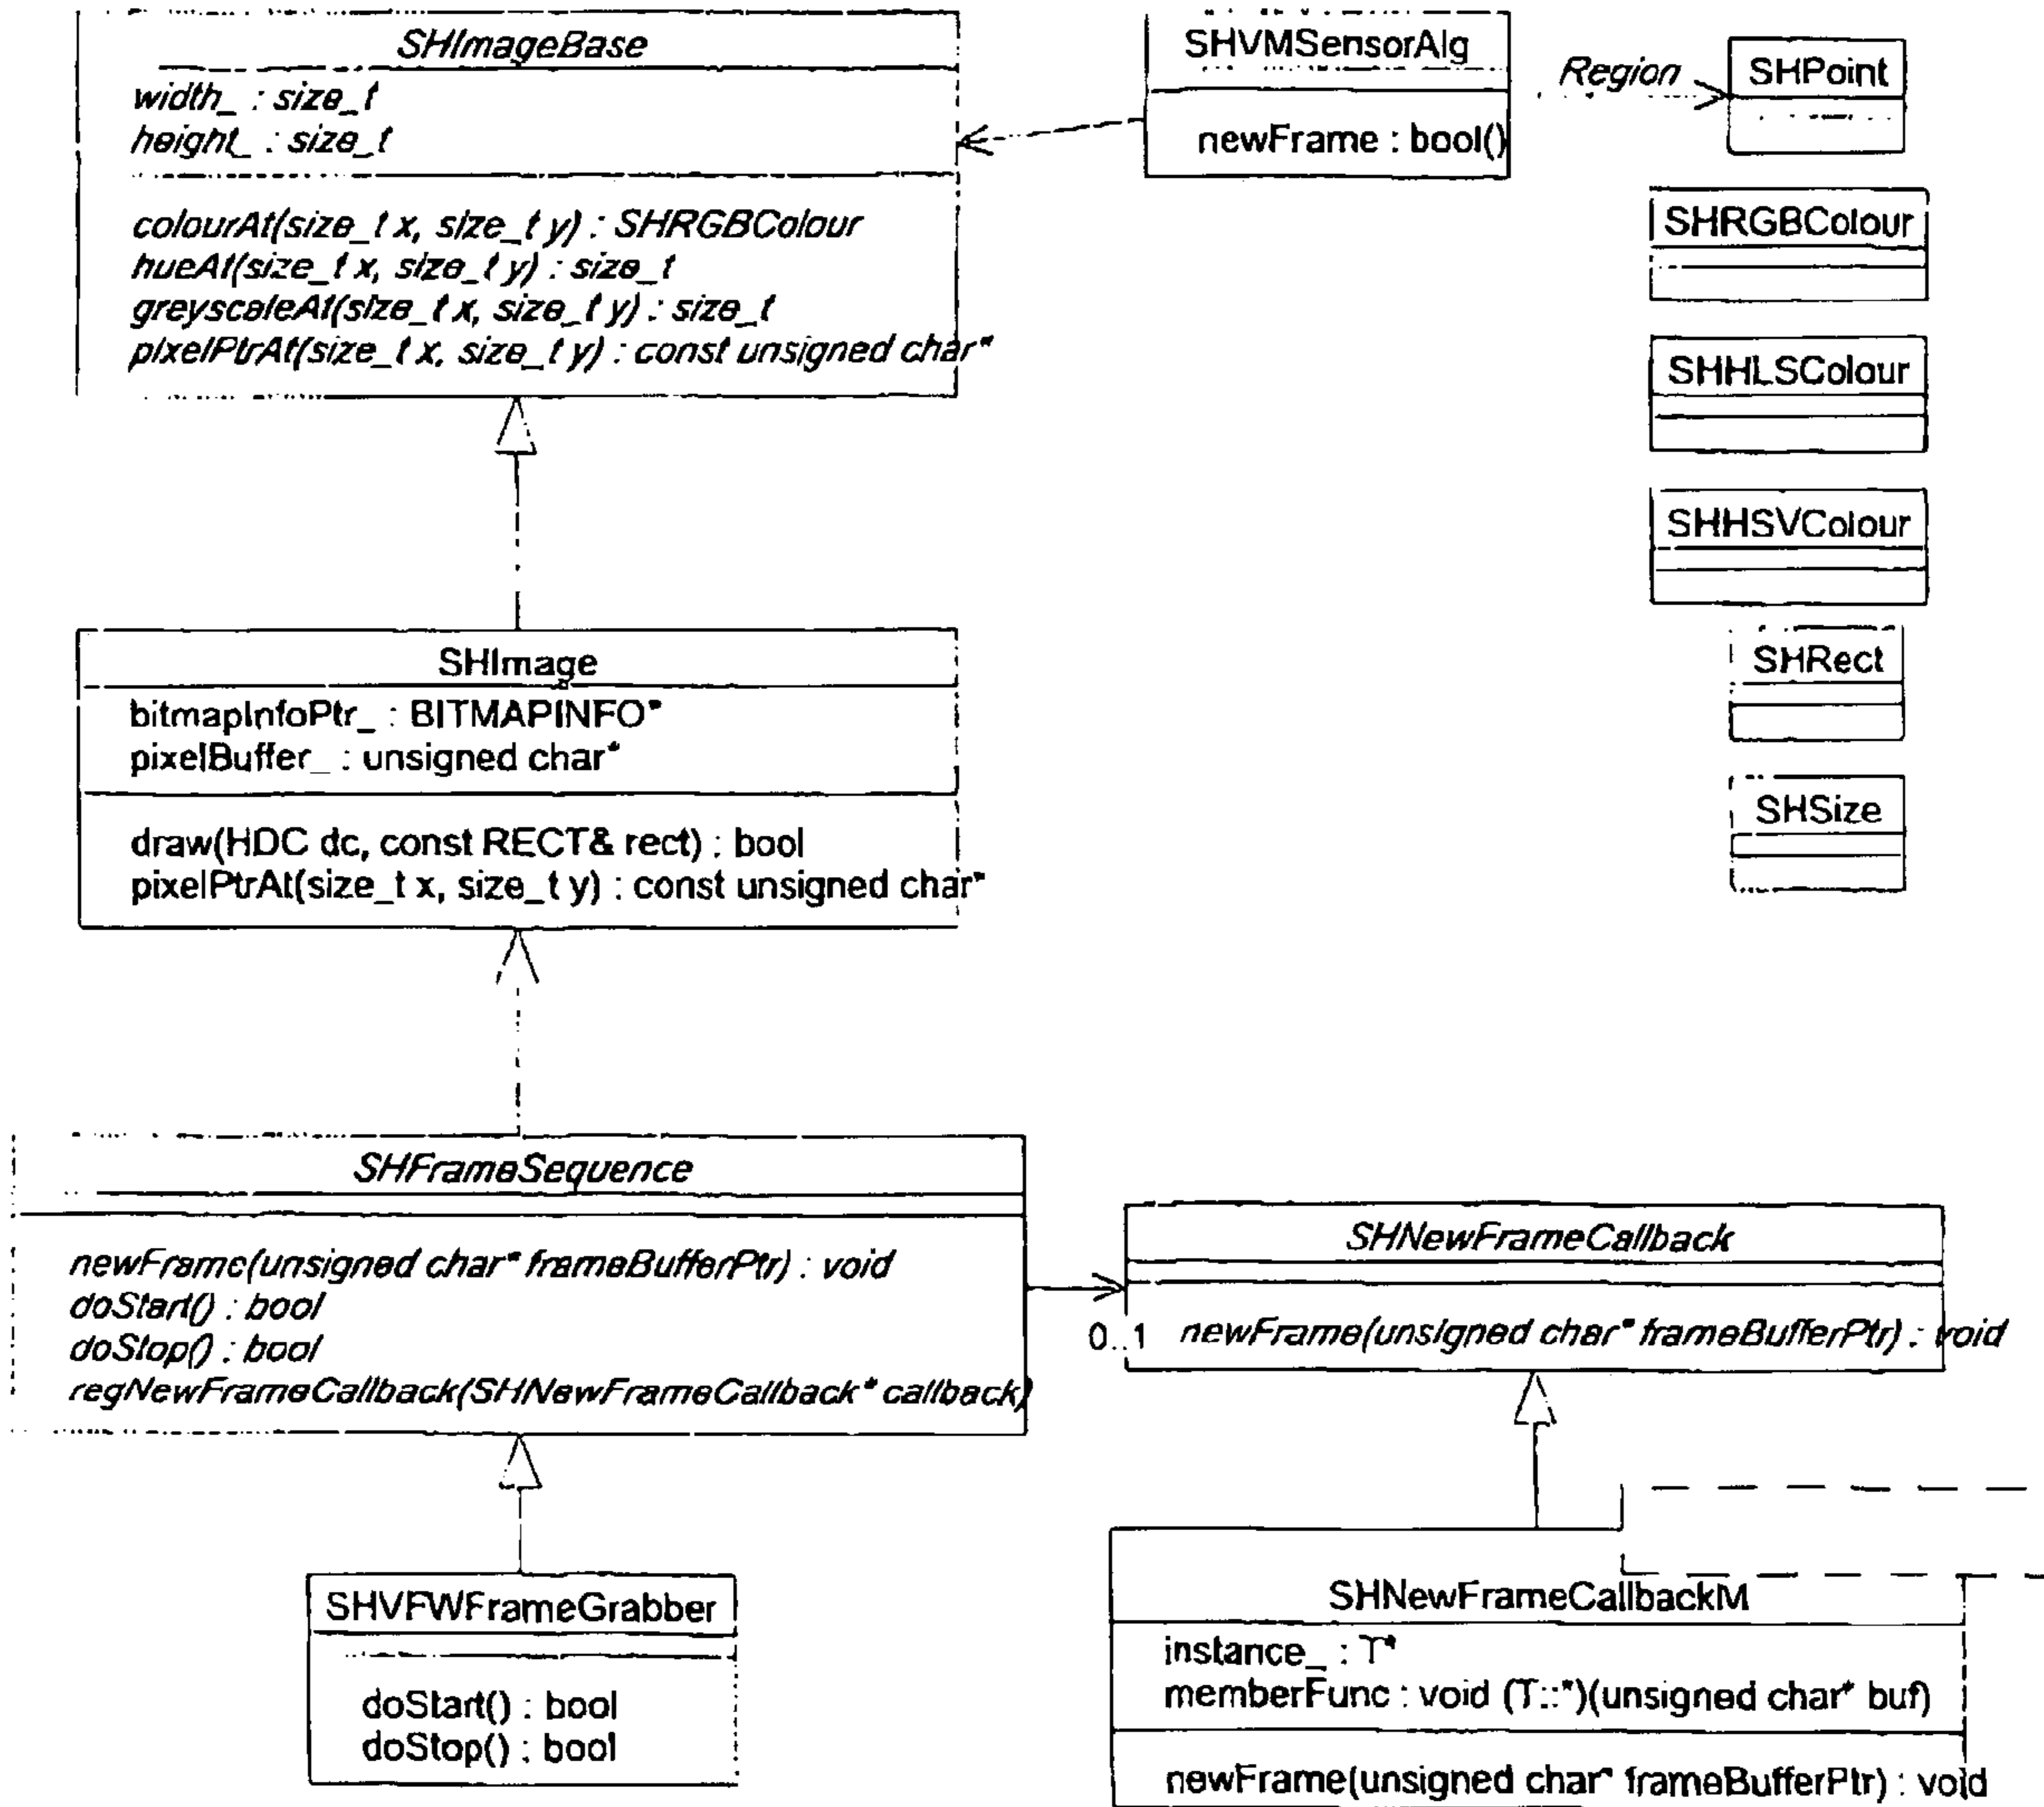 SHImageBase
width_ : size_t
height_ : size_t
colourAt(size_t x, size_t y) : SHRGBColour
hueAt(size_t x, size_t y) : size_t
greyscaleAt(size_t x, size_t y) : size_t
pixelPtrAt(size_t x, size_t y) : const unsigned char*
SHVMSensorAlg
newFrame : bool()
Region
SHPoint
SHRGBColour
SHHLSColour
SHHSVColour
SHRect
SHSize
SHImage
bitmapInfoPtr_ : BITMAPINFO*
pixelBuffer_ : unsigned char*
draw(HDC dc, const RECT& rect) : bool
pixelPtrAt(size_t x, size_t y) : const unsigned char*
SHFrameSequence
newFrame(unsigned char* frameBufferPtr) : void
doStart() : bool
doStop() : bool
regNewFrameCallback(SHNewFrameCallback* callback)
SHNewFrameCallback
0..1
newFrame(unsigned char* frameBufferPtr) : void
SHVFWFrameGrabber
doStart() : bool
doStop() : bool
SHNewFrameCallbackM
instance_ : T*
memberFunc : void (T::*)(unsigned char* buf)
newFrame(unsigned char* frameBufferPtr) : void